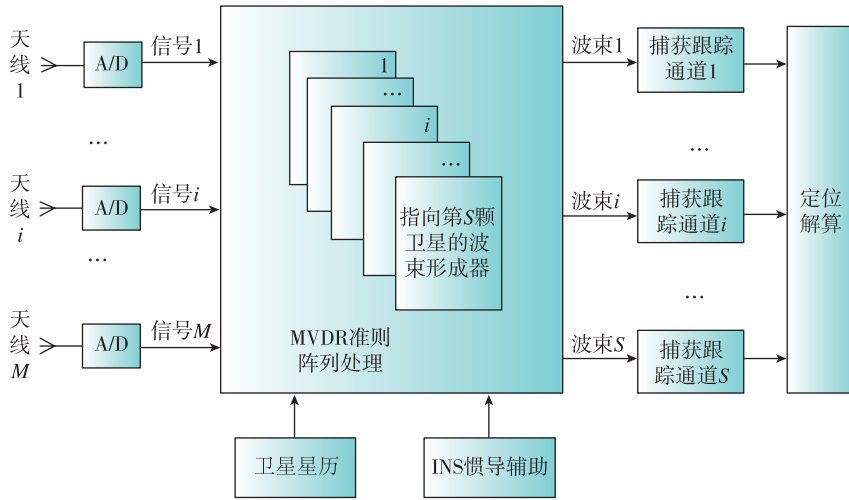 天
线
1
A/D
信号1
…
天
线
i
A/D
信号i
…
天
线
M
A/D
信号M
1
…
i
…
指向第S颗
卫星的波
束形成器
MVDR准则
阵列处理
波束1
捕获跟踪
通道1
…
波束i
捕获跟
踪通道i
…
波束S
捕获跟
踪通道S
定位
解算
卫星星历
INS惯导辅助